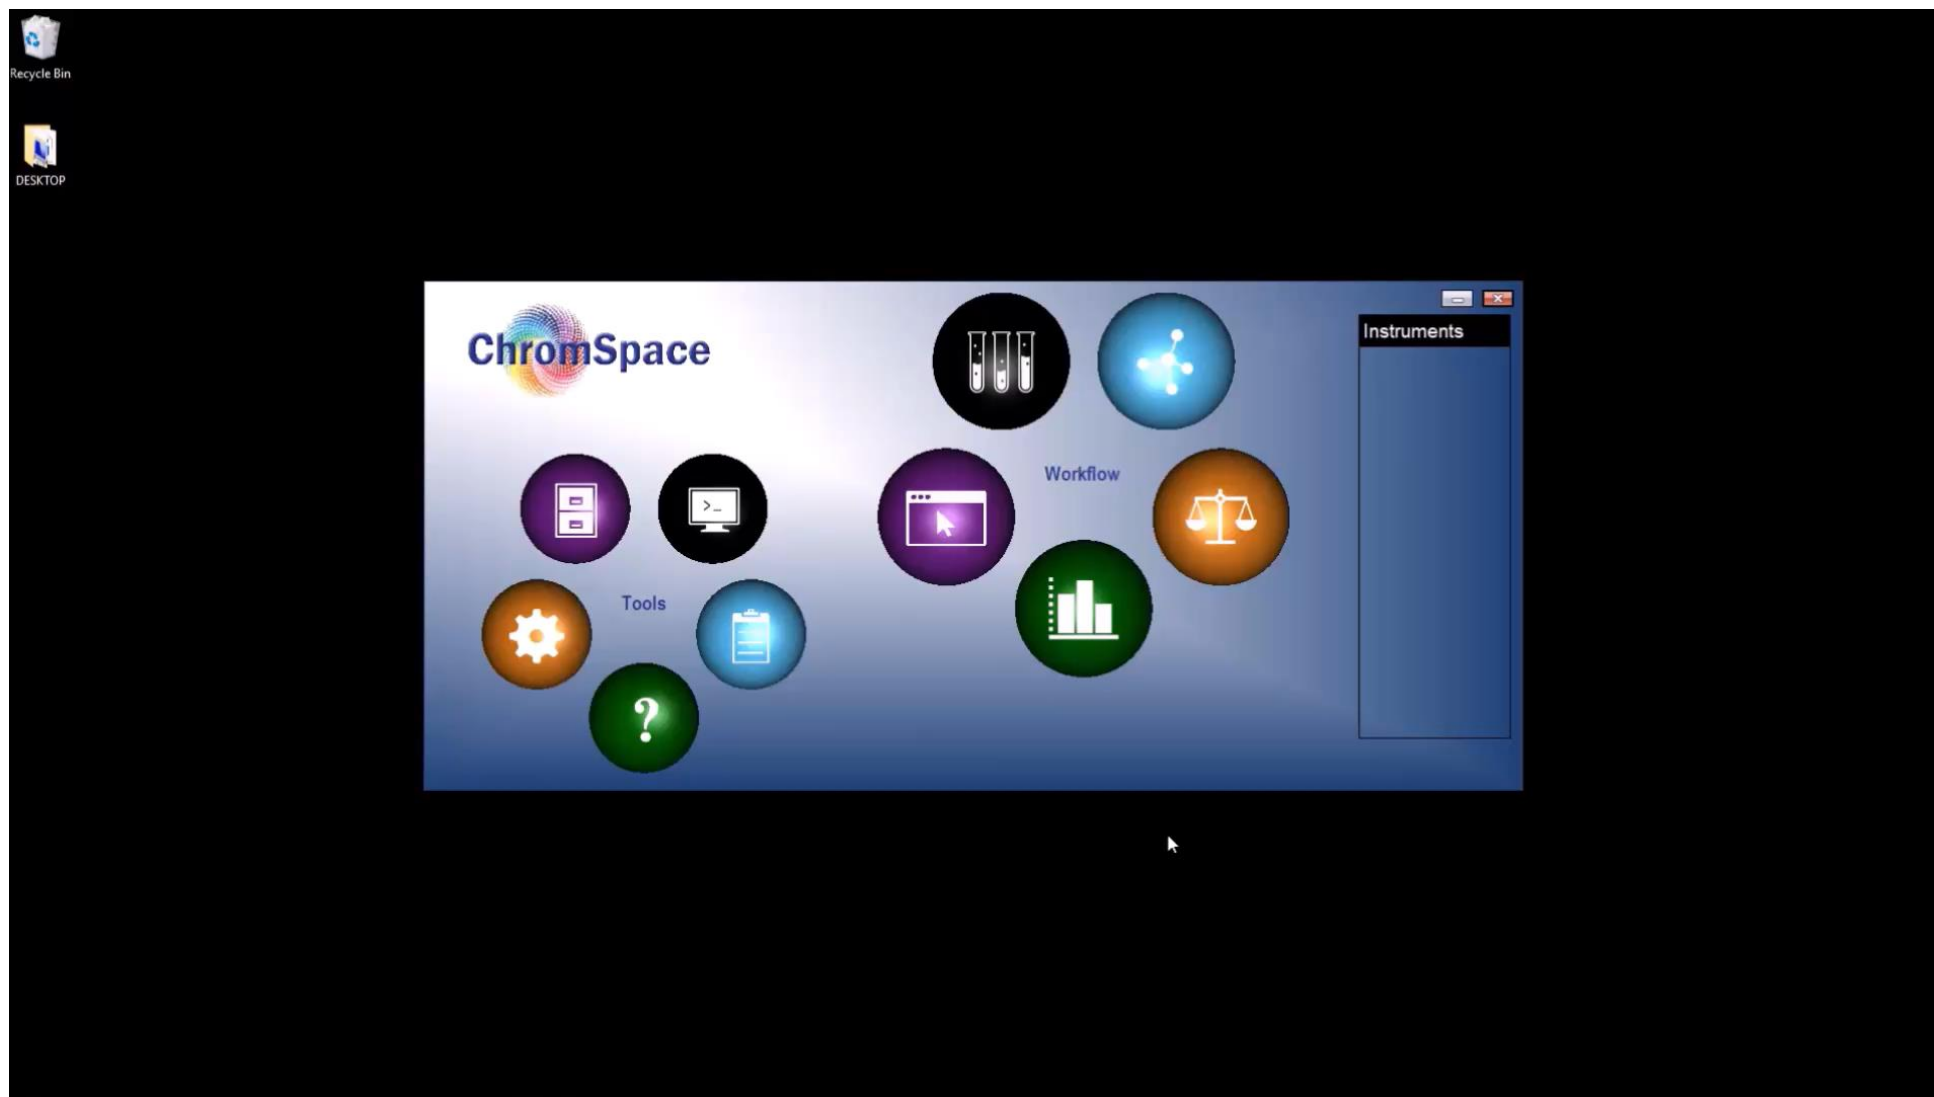 Recycle Bin
DESKTOP
ChromSpace
Instruments
Workflow
>_
Tools
?